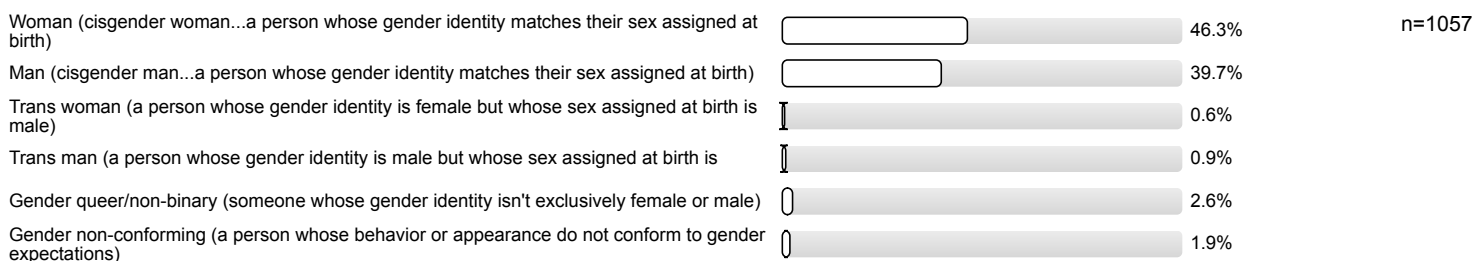 Woman (cisgender woman...a person whose gender identity matches their sex assigned at
birth)
46.3%
n=1057
Man (cisgender man...a person whose gender identity matches their sex assigned at birth)
39.7%
Trans woman (a person whose gender identity is female but whose sex assigned at birth is
male)
0.6%
Trans man (a person whose gender identity is male but whose sex assigned at birth is
0.9%
Gender queer/non-binary (someone whose gender identity isn't exclusively female or male)
2.6%
Gender non-conforming (a person whose behavior or appearance do not conform to gender
expectations)
1.9%